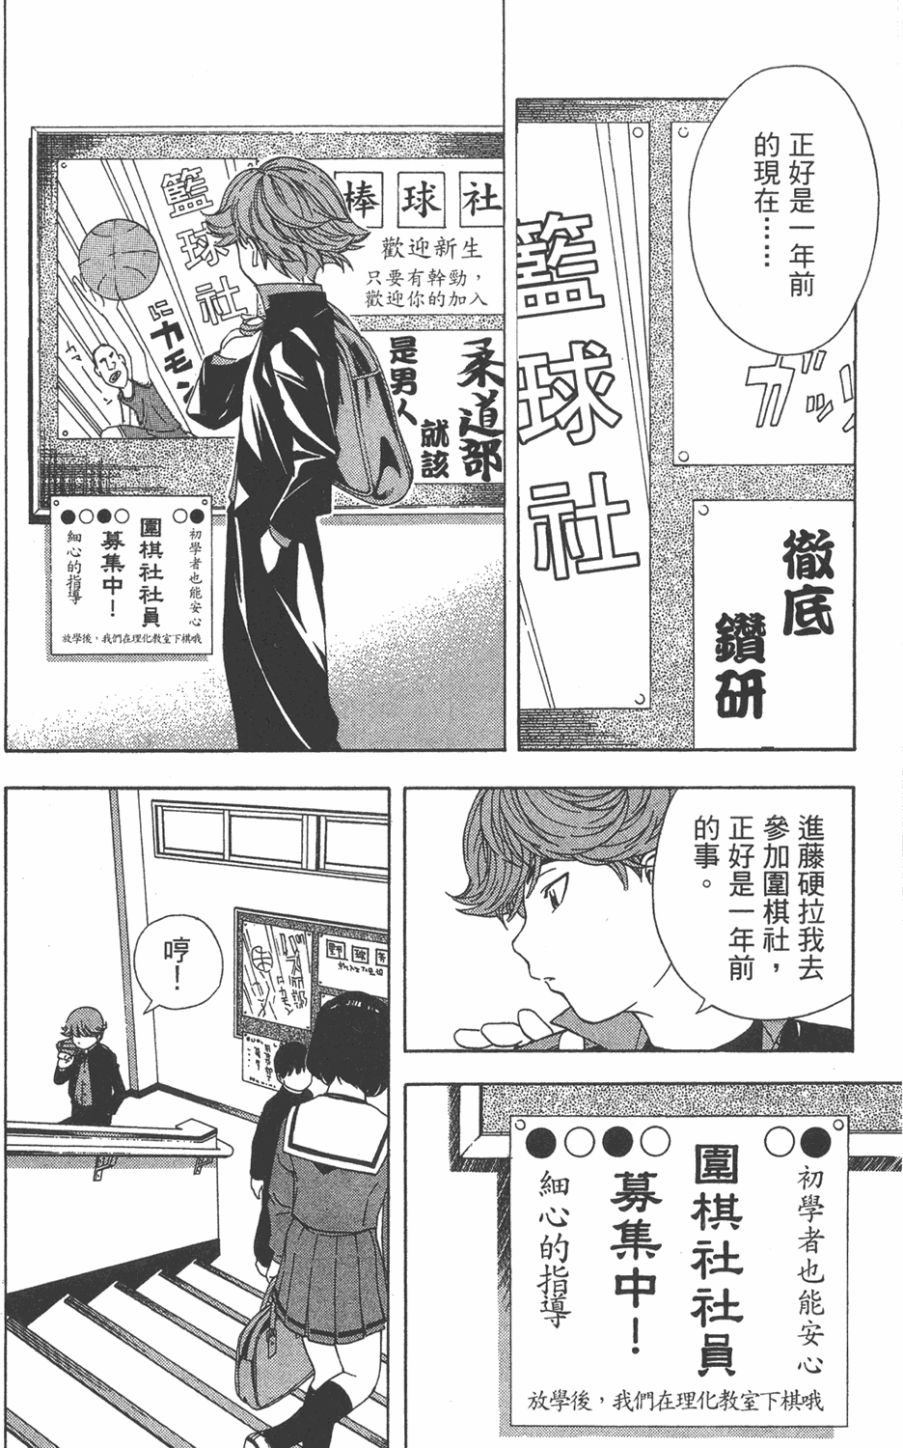 正好是一年前
的現在……
籃球社
ガッツ
徹底
鑽研
籃球社
にカモン
棒球社
歡迎新生
只要有幹勁，
歡迎你的加入
柔道部
是男人
就該
初學者也能安心
圍棋社社員
募集中！
細心的指導
放學後，我們在理化教室下棋哦
進藤硬拉我去
參加圍棋社，
正好是一年前
的事。
哼！
初學者也能安心
圍棋社社員
募集中！
細心的指導
放學後，我們在理化教室下棋哦